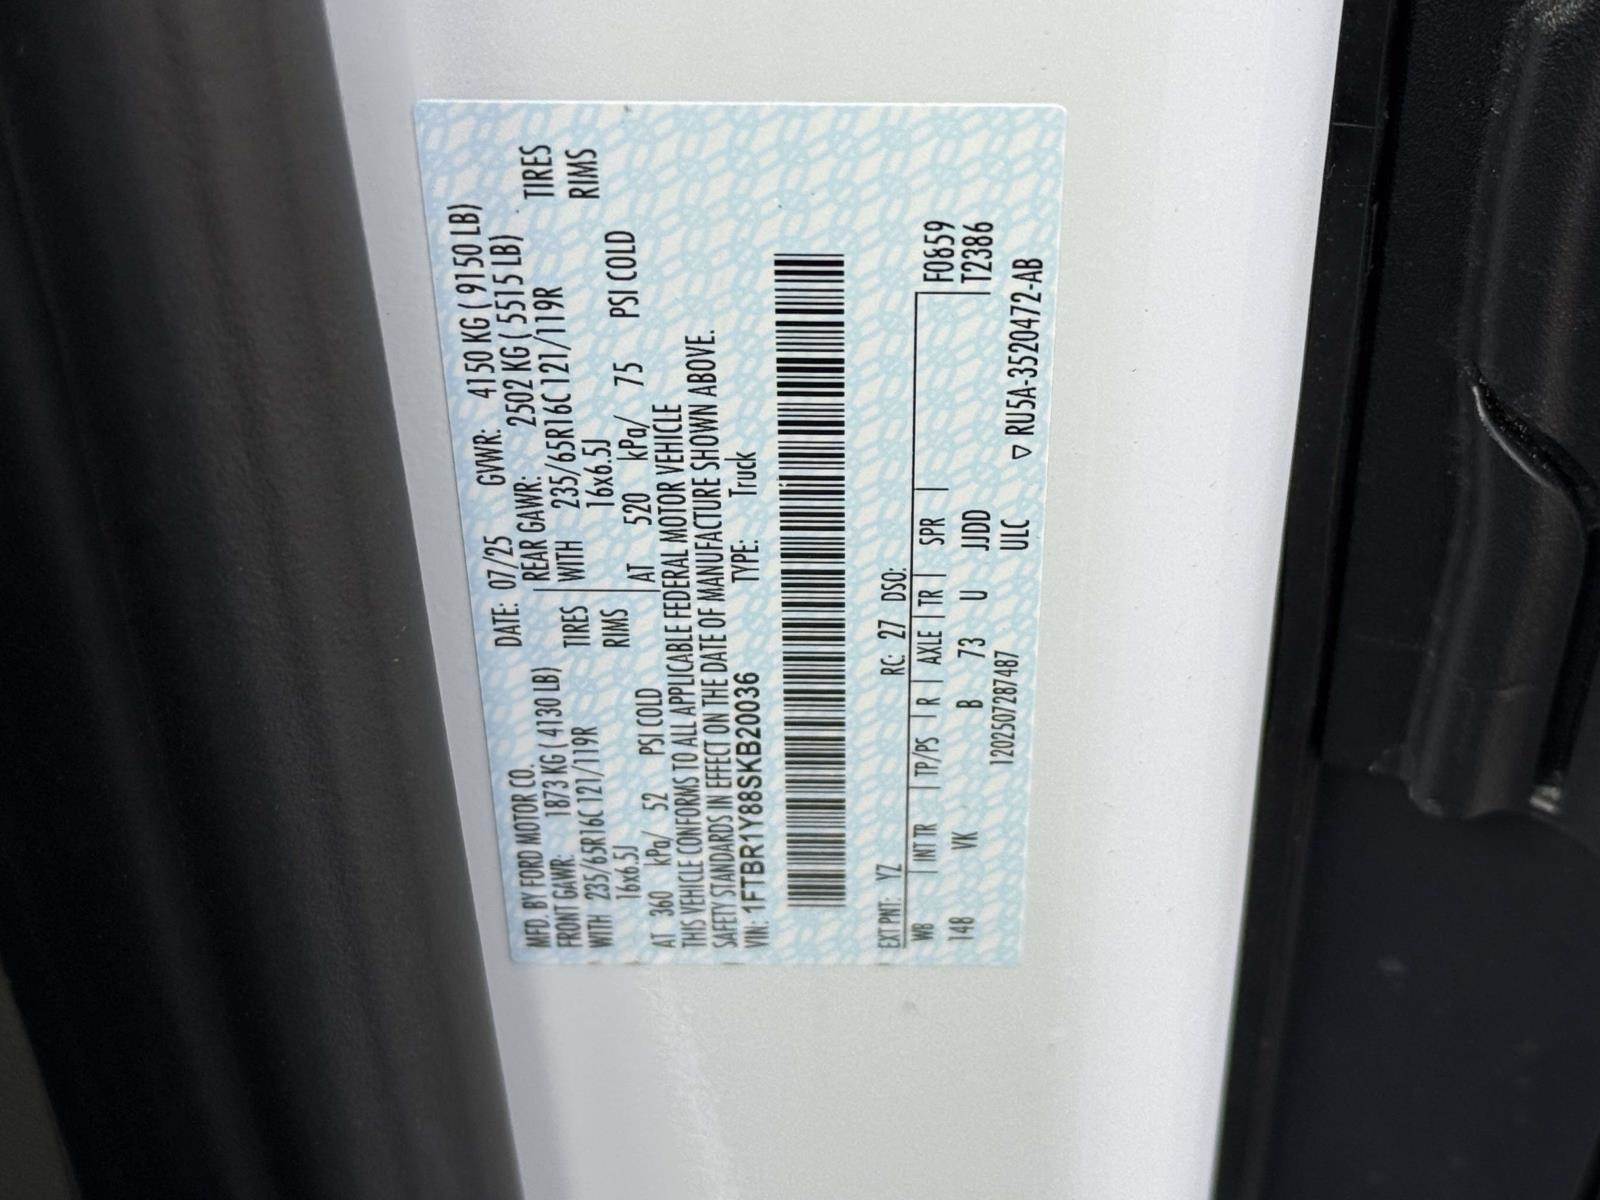 MFD. BY FORD MOTOR CO.
DATE: 07/25 GVWR: 4150 KG ( 9150 LB)
FRONT GAWR: 1873 KG ( 4130 LB) REAR GAWR: 2502 KG ( 5515 LB)
WITH 235/65R16C 121/119R TIRES WITH 235/65R16C 121/119R TIRES
16x6.5J RIMS 16x6.5J RIMS
AT 360 kPa/ 52 PSI COLD AT 520 kPa/ 75 PSI COLD
THIS VEHICLE CONFORMS TO ALL APPLICABLE FEDERAL MOTOR VEHICLE
SAFETY STANDARDS IN EFFECT ON THE DATE OF MANUFACTURE SHOWN ABOVE.
VIN: 1FTBR1Y88SKB20036 TYPE: Truck
EXT PNT: YZ RC: 27 DSO:
WB INT TR TP/PS R AXLE TR SPR F0859
148 VK B 73 U JJDD T2386
1202507287487 ULC ▽ RU5A-3520472-AB